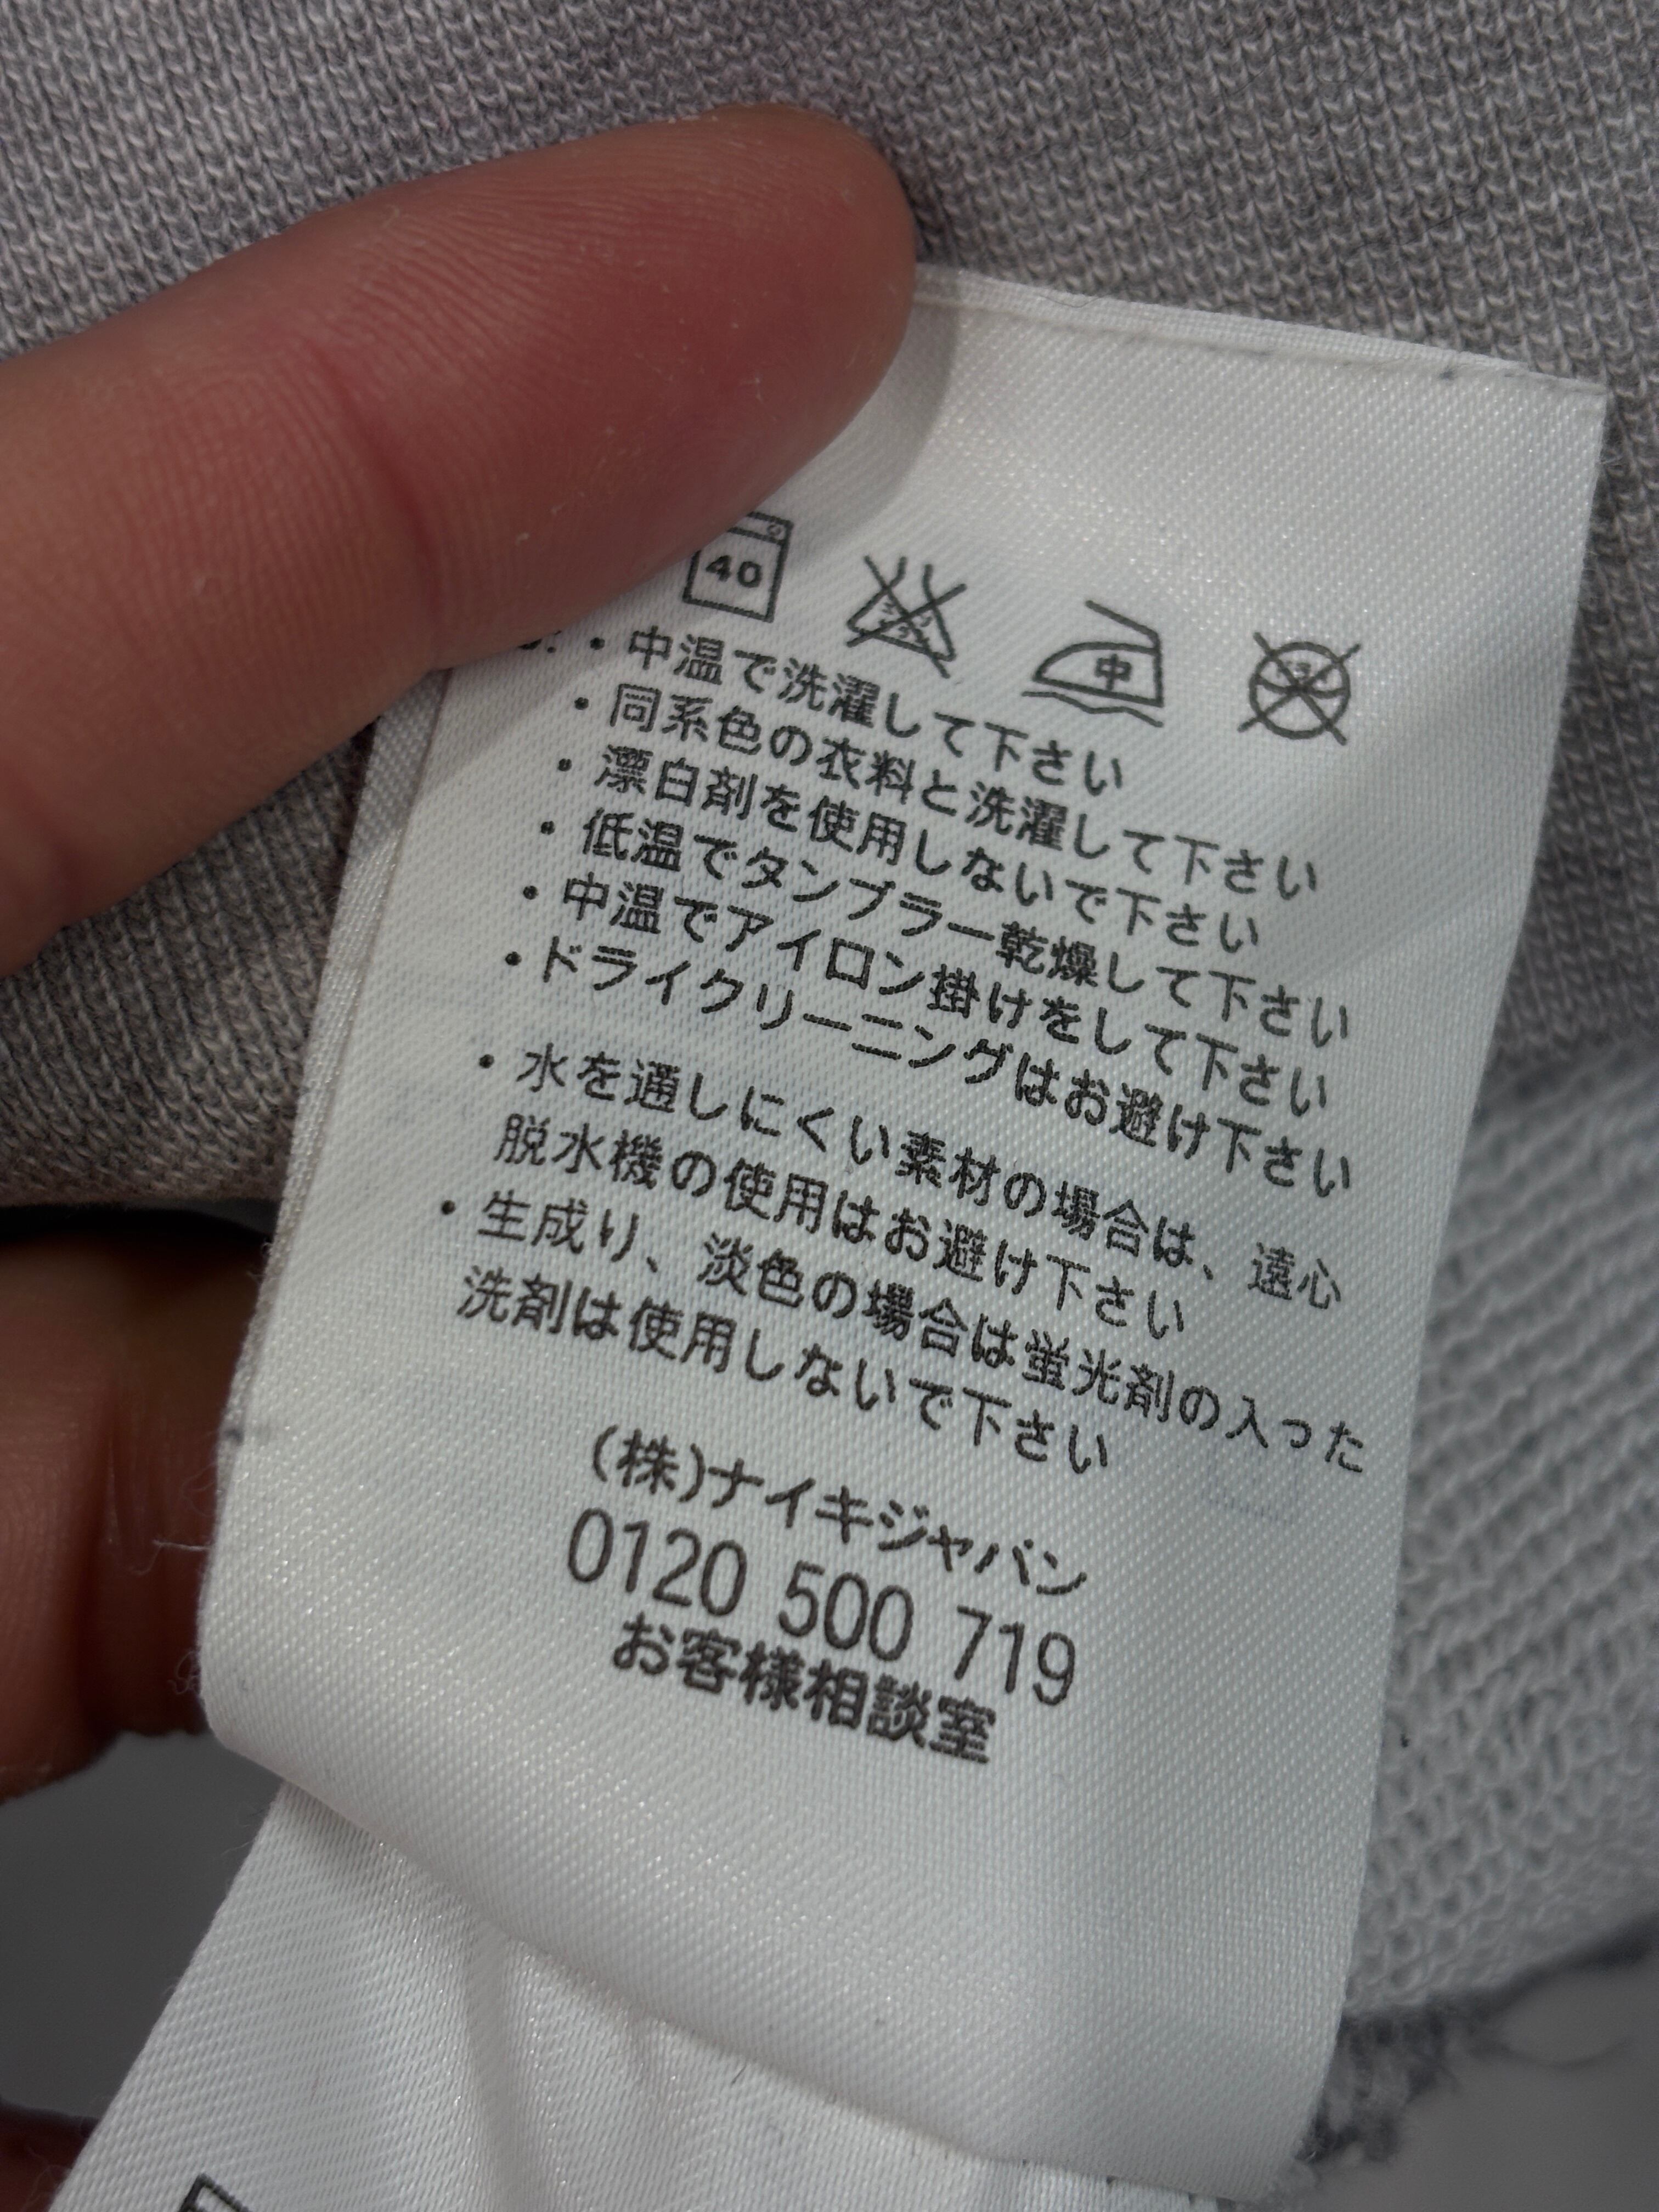 40
中
・中温で洗濯して下さい
・同系色の衣料と洗濯して下さい
・漂白剤を使用しないで下さい
・低温でタンブラー乾燥して下さい
・中温でアイロン掛けをして下さい
・ドライクリーニングはお避け下さい
・水を通しにくい素材の場合は、遠心
脱水機の使用はお避け下さい
・生成り、淡色の場合は蛍光剤の入った
洗剤は使用しないで下さい
(株)ナイキジャパン
0120 500 719
お客様相談室